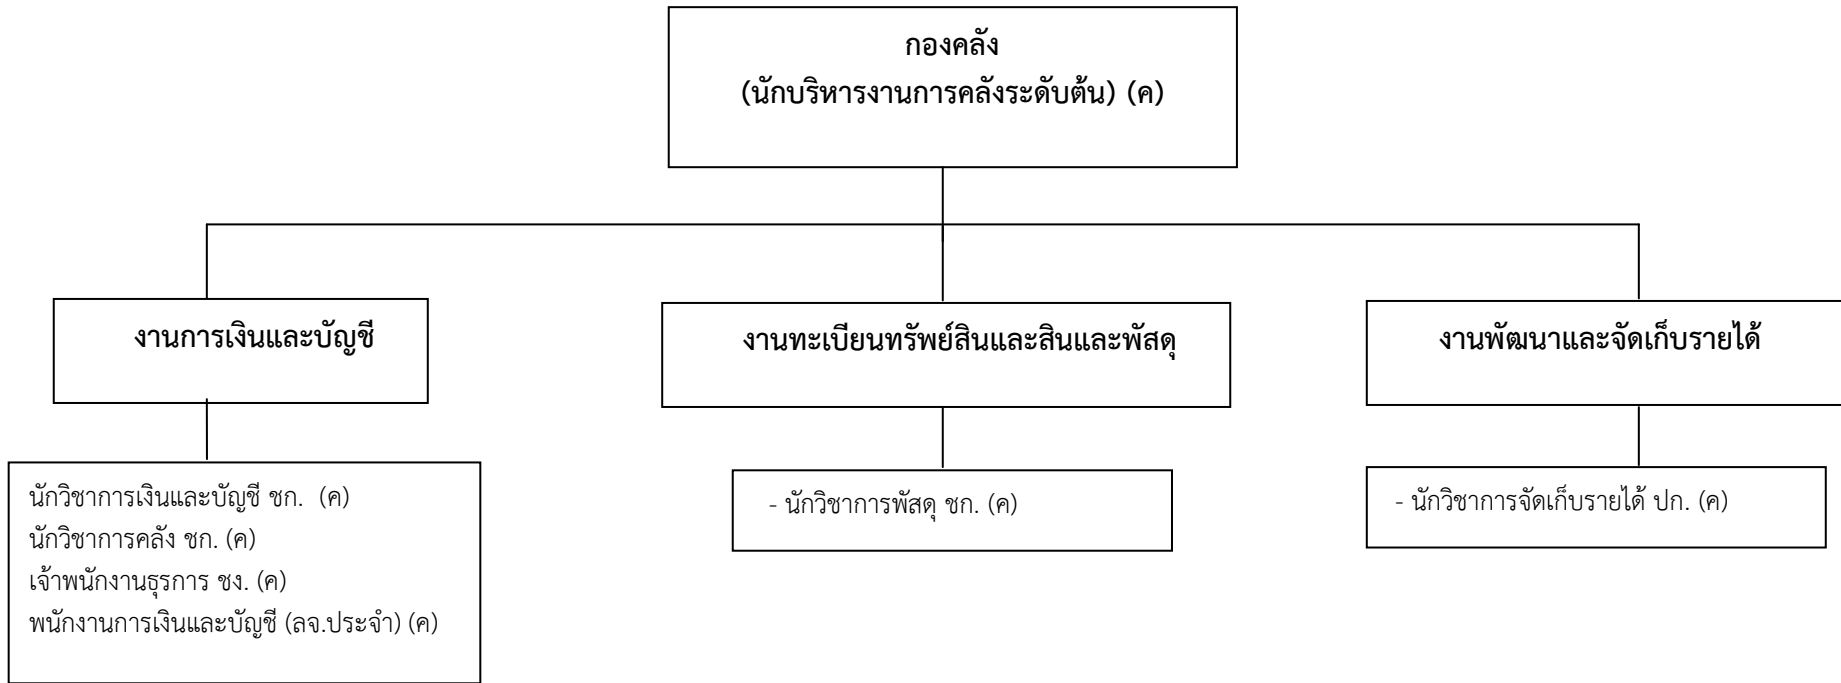 กองคลัง
(นักบริหารงานการคลังระดับต้น) (ค)
งานการเงินและบัญชี
งานทะเบียนทรัพย์สินและสินและพัสดุ
งานพัฒนาและจัดเก็บรายได้
นักวิชาการเงินและบัญชี ชก. (ค)
นักวิชาการคลัง ชก. (ค)
เจ้าพนักงานธุรการ ชง. (ค)
พนักงานการเงินและบัญชี (ลจ.ประจำ) (ค)
- นักวิชาการพัสดุ ชก. (ค)
- นักวิชาการจัดเก็บรายได้ ปก. (ค)